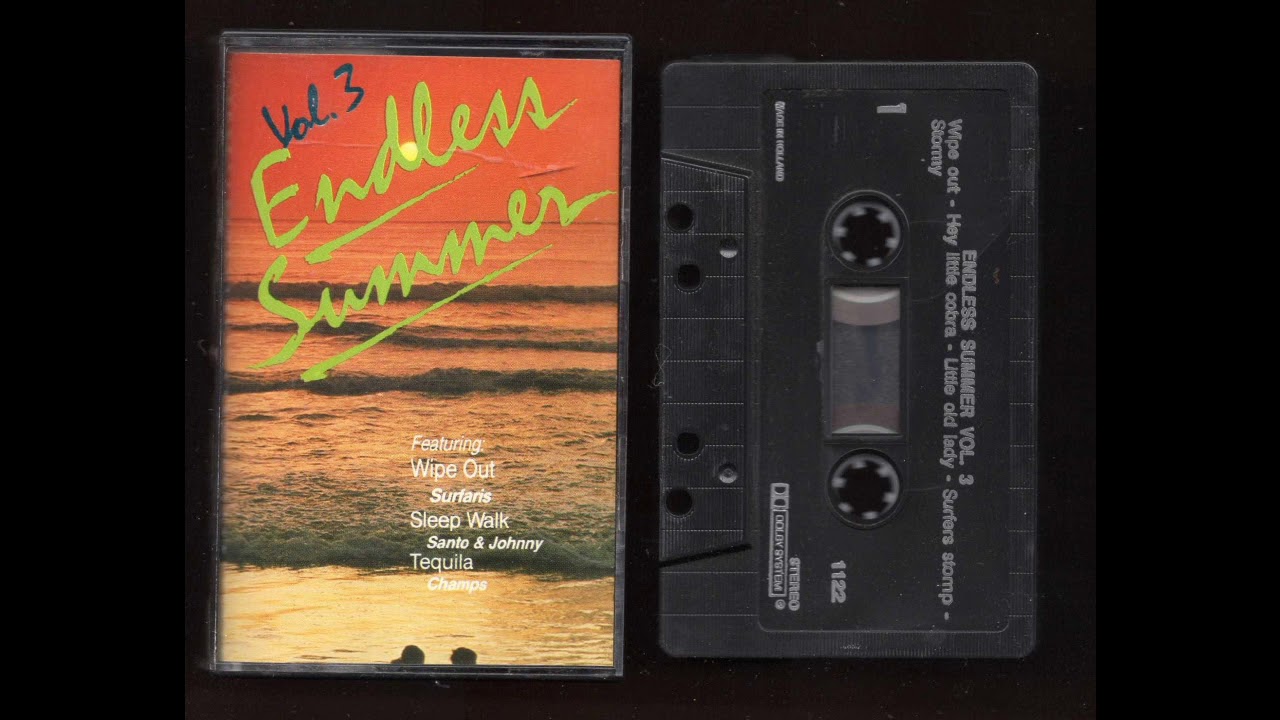 Vol. 3
Endless
Summer
Featuring:
Wipe Out
Surfaris
Sleep Walk
Santo & Johnny
Tequila
Champs
1
MADE IN HOLLAND
ENDLESS SUMMER VOL. 3
Wipe out - Hey little cobra - Little old lady - Surfers stomp -
Stormy
DOLBY SYSTEM
STEREO
1122